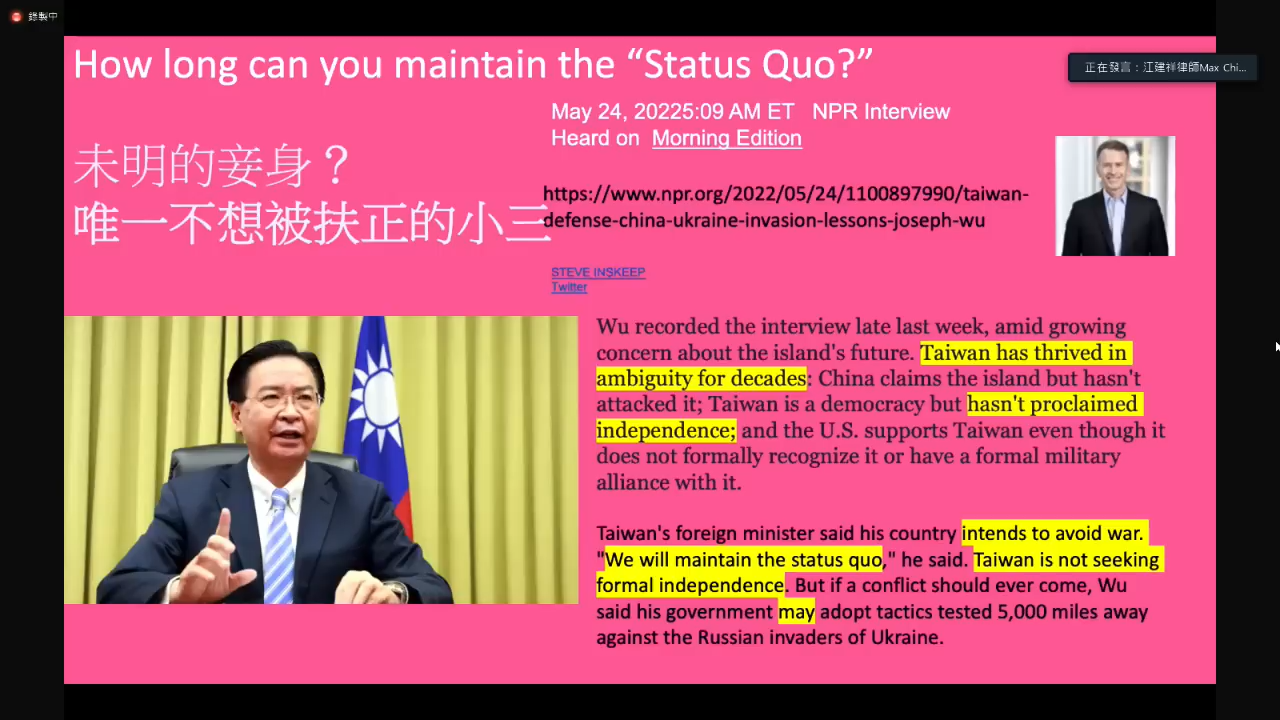 錄製中
How long can you maintain the “Status Quo?”
正在發言：江建祥律師Max Chi...
May 24, 20225:09 AM ET NPR Interview
Heard on Morning Edition
未明的妾身？
唯一不想被扶正的小三
https://www.npr.org/2022/05/24/1100897990/taiwan-
defense-china-ukraine-invasion-lessons-joseph-wu
STEVE INSKEEP
Twitter
Wu recorded the interview late last week, amid growing
concern about the island's future. Taiwan has thrived in
ambiguity for decades: China claims the island but hasn't
attacked it; Taiwan is a democracy but hasn't proclaimed
independence; and the U.S. supports Taiwan even though it
does not formally recognize it or have a formal military
alliance with it.
Taiwan's foreign minister said his country intends to avoid war.
"We will maintain the status quo," he said. Taiwan is not seeking
formal independence. But if a conflict should ever come, Wu
said his government may adopt tactics tested 5,000 miles away
against the Russian invaders of Ukraine.